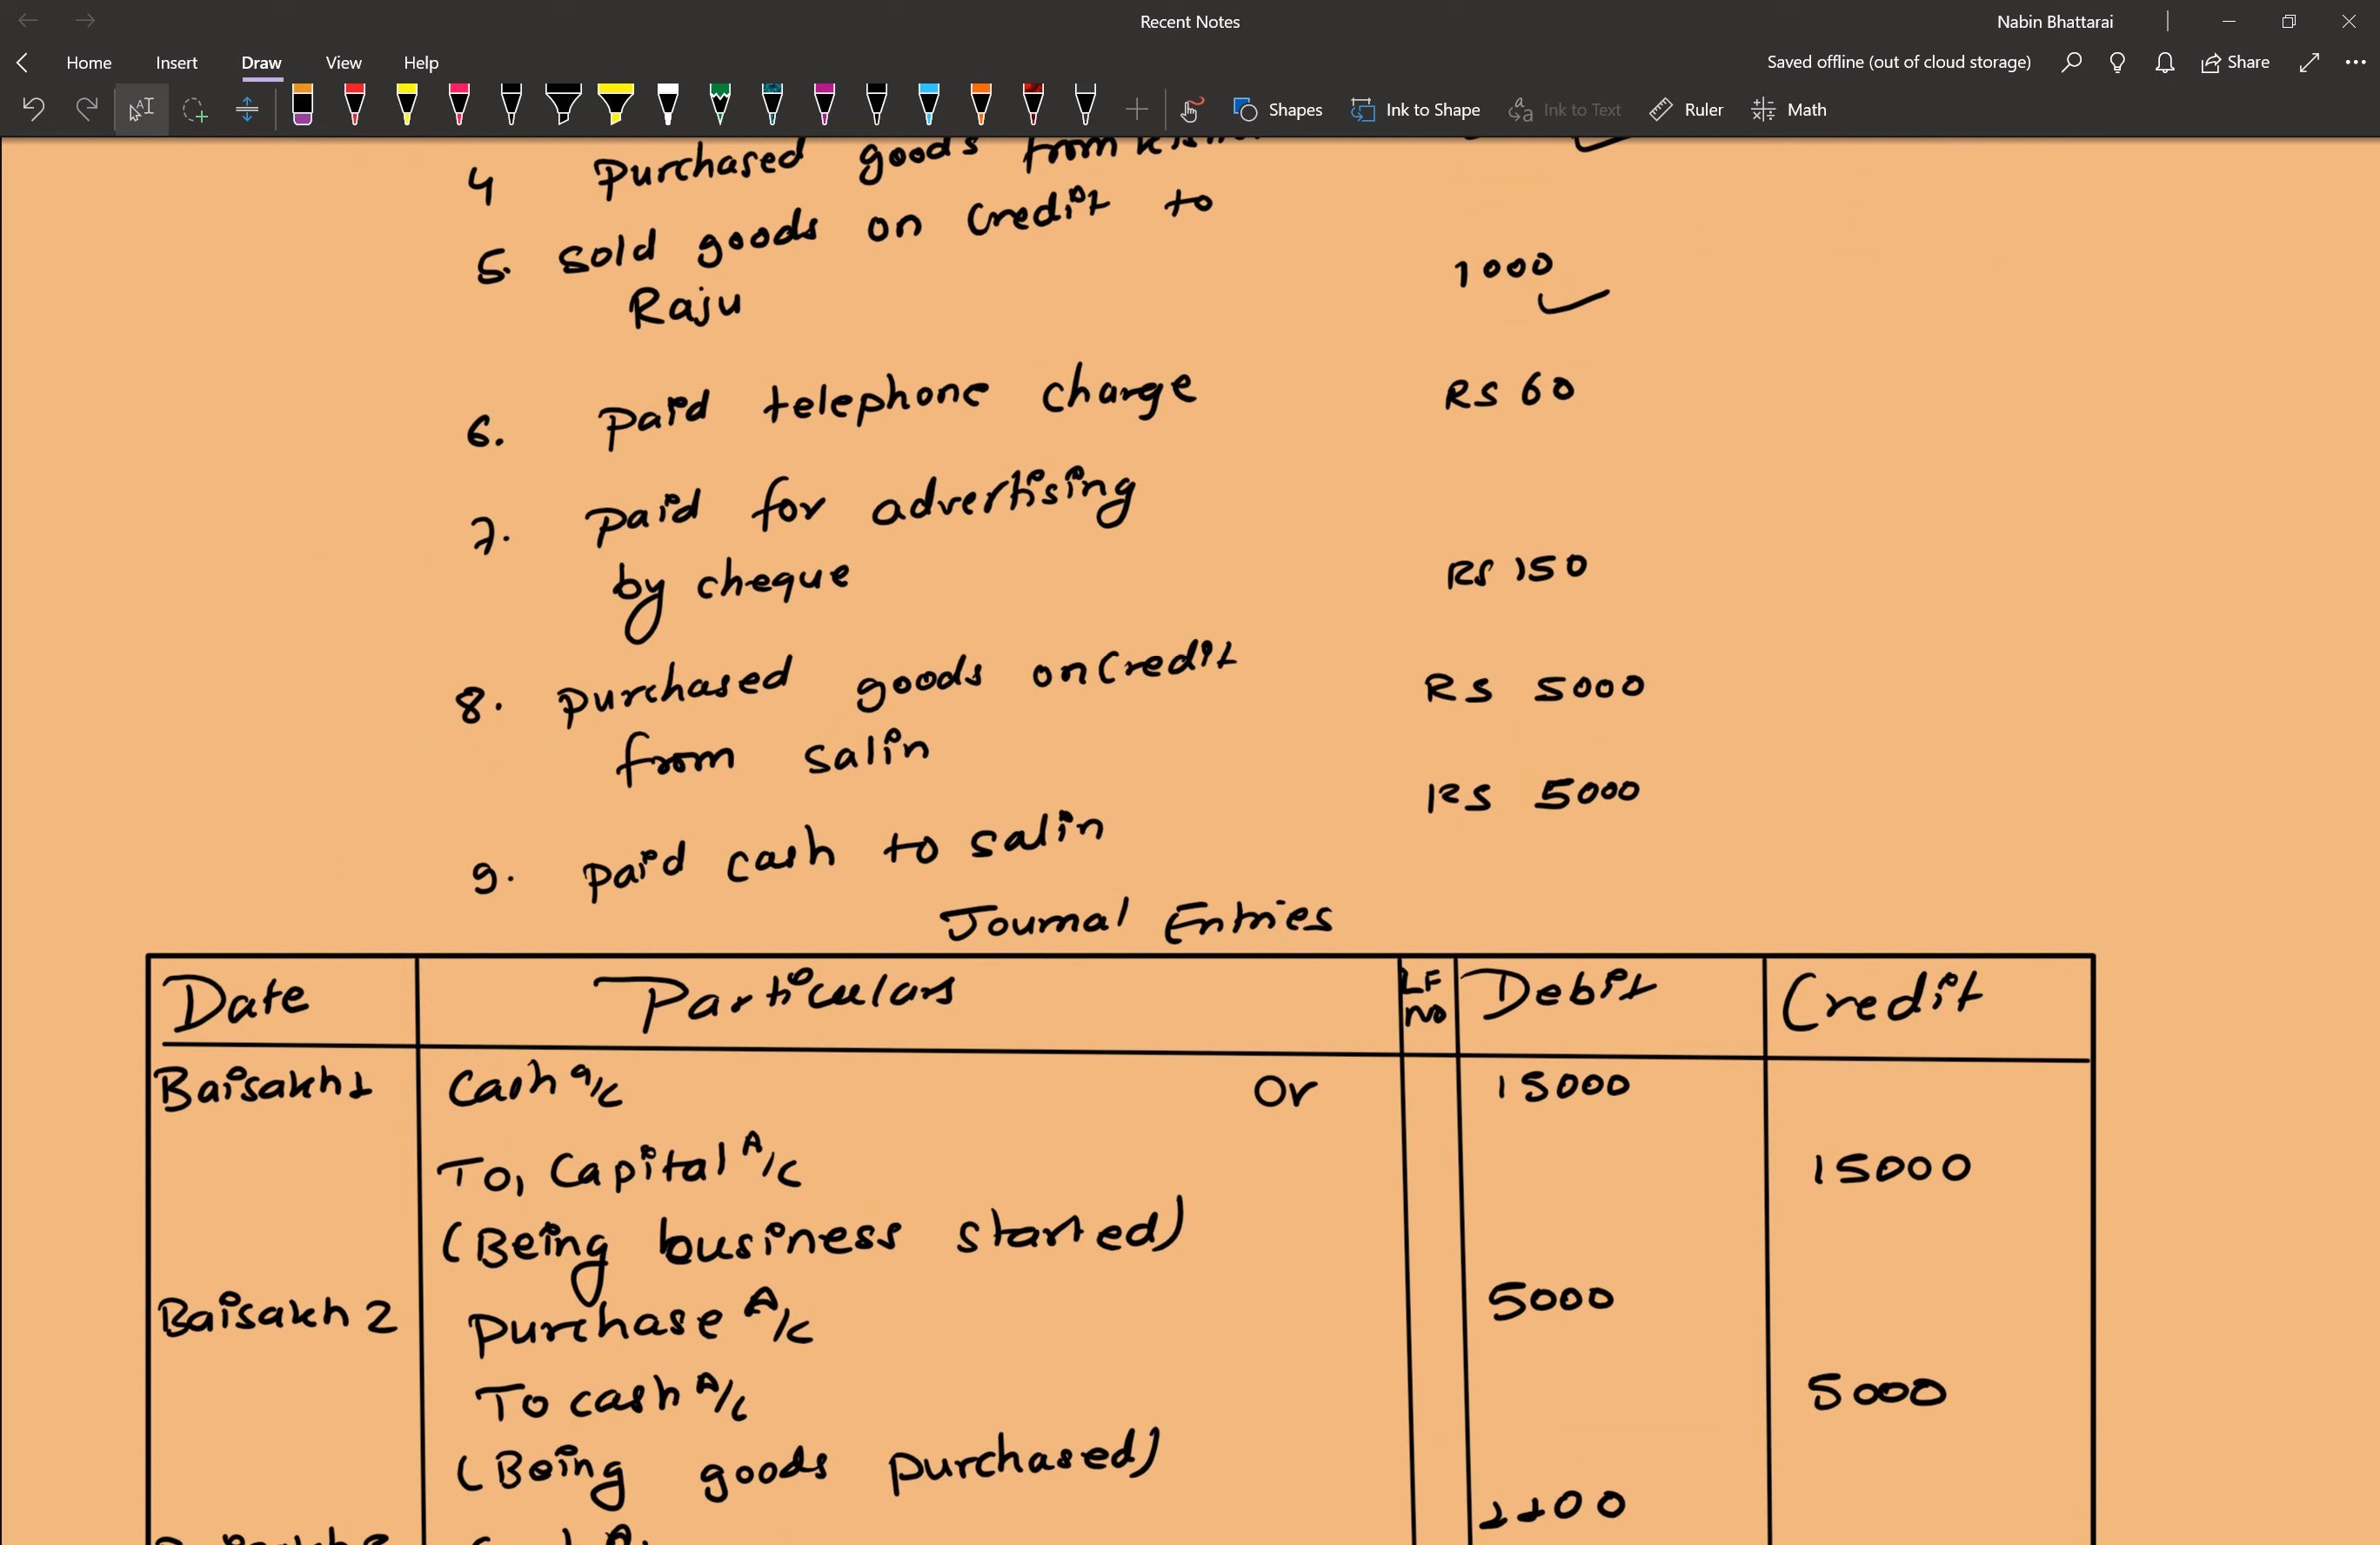 Recent Notes
Nabin Bhattarai
Home Insert Draw View Help
Saved offline (out of cloud storage) Share
Shapes Ink to Shape Ink to Text Ruler Math
4 Purchased goods from
5. Sold goods on Credit to
Raju 1000
6. paid telephone charge RS 60
7. paid for advertising
by cheque RS 150
8. purchased goods on Credit RS 5000
from salin
9. paid cash to salin RS 5000
Journal Entries
Date Particulars LF No Debit Credit
Baisakh 1 Cash a/c Or 15000
To, Capital A/c 15000
(Being business started)
Baisakh 2 Purchase A/c 5000
To cash A/c 5000
(Being goods purchased)